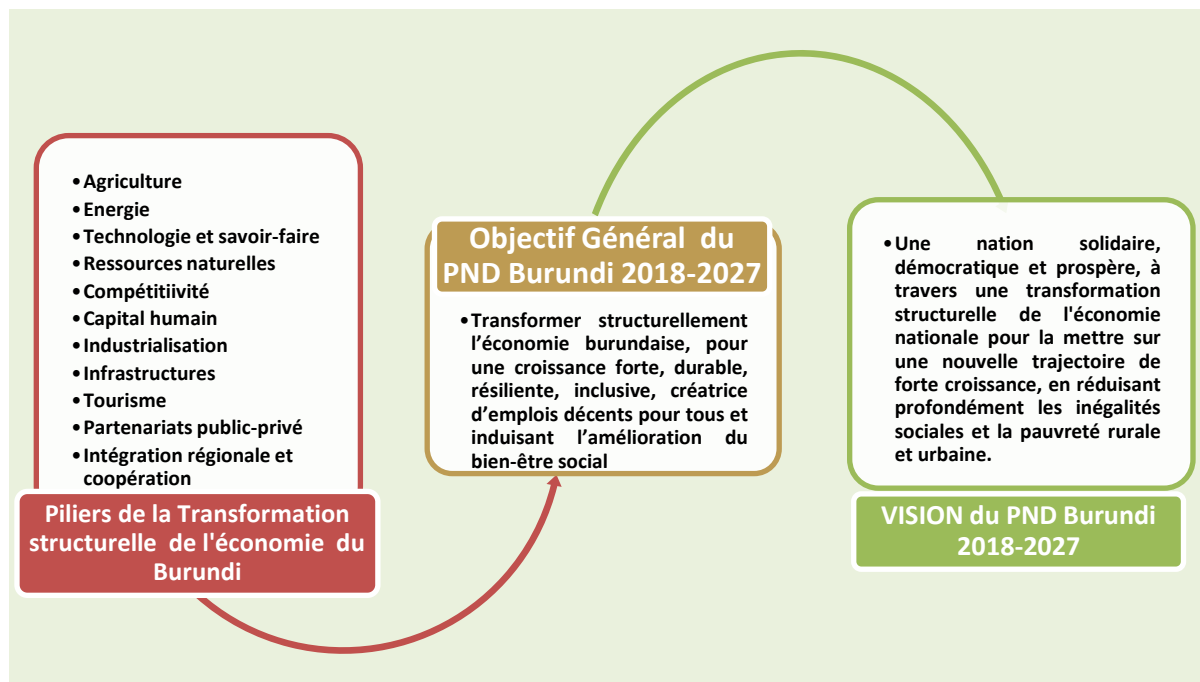 • Agriculture
• Energie
• Technologie et savoir-faire
• Ressources naturelles
• Compétitiivité
• Capital humain
• Industrialisation
• Infrastructures
• Tourisme
• Partenariats public-privé
• Intégration régionale et
coopération
Piliers de la Transformation
structurelle de l'économie du
Burundi
Objectif Général du
PND Burundi 2018-2027
• Transformer structurellement
l’économie burundaise, pour
une croissance forte, durable,
résiliente, inclusive, créatrice
d’emplois décents pour tous et
induisant l’amélioration du
bien-être social
• Une nation solidaire,
démocratique et prospère, à
travers une transformation
structurelle de l'économie
nationale pour la mettre sur
une nouvelle trajectoire de
forte croissance, en réduisant
profondément les inégalités
sociales et la pauvreté rurale
et urbaine.
VISION du PND Burundi
2018-2027